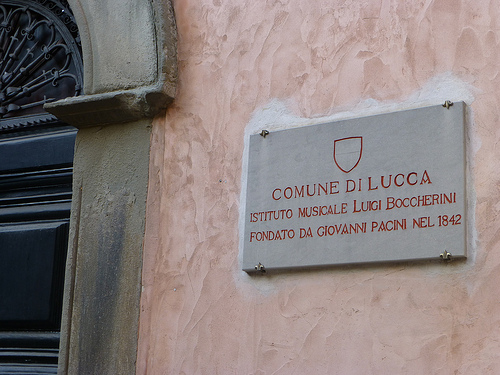 COMUNE DI LUCCA
ISTITUTO MUSICALE LUIGI BOCCHERINI
FONDATO DA GIOVANNI PACINI NEL 1842